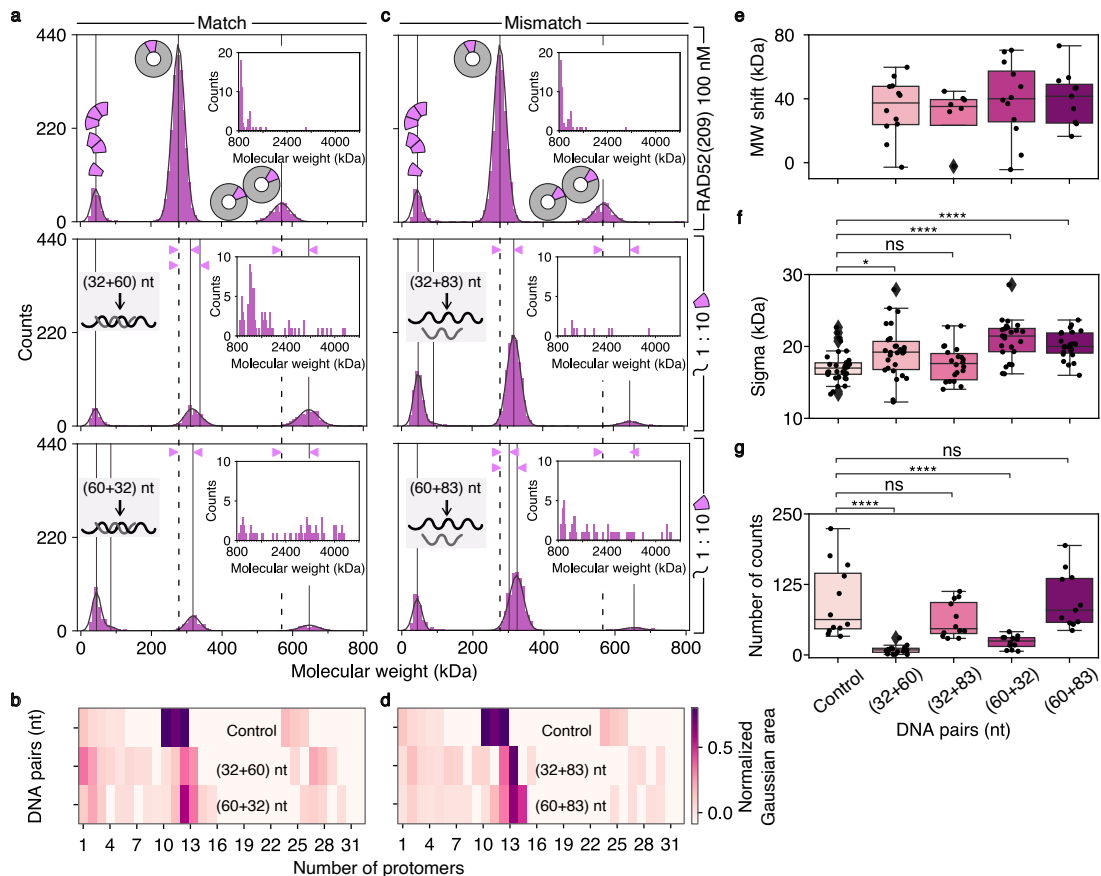 a
Match
c
Mismatch
440
220
0
Counts
20
10
0
800 2400 4000
Molecular weight (kDa)
Counts
20
10
0
800 2400 4000
Molecular weight (kDa)
RAD52(209) 100 nM
440
220
0
(32+60) nt
Counts
10
5
0
800 2400 4000
Molecular weight (kDa)
(32+83) nt
Counts
10
5
0
800 2400 4000
Molecular weight (kDa)
~ 1 : 10
440
220
0
(60+32) nt
Counts
10
5
0
800 2400 4000
Molecular weight (kDa)
(60+83) nt
Counts
10
5
0
800 2400 4000
Molecular weight (kDa)
~ 1 : 10
Counts
0 200 400 600 800
0 200 400 600 800
Molecular weight (kDa)
b
DNA pairs (nt)
Control
(32+60) nt
(60+32) nt
1 4 7 10 13 16 19 22 25 28 31
d
Control
(32+83) nt
(60+83) nt
1 4 7 10 13 16 19 22 25 28 31
Number of protomers
0.5
0.0
Normalized
Gaussian area
e
MW shift (kDa)
80
40
0
f
Sigma (kDa)
30
20
10
****
****
ns
*
g
Number of counts
250
125
0
ns
****
ns
****
Control
(32+60)
(32+83)
(60+32)
(60+83)
DNA pairs (nt)